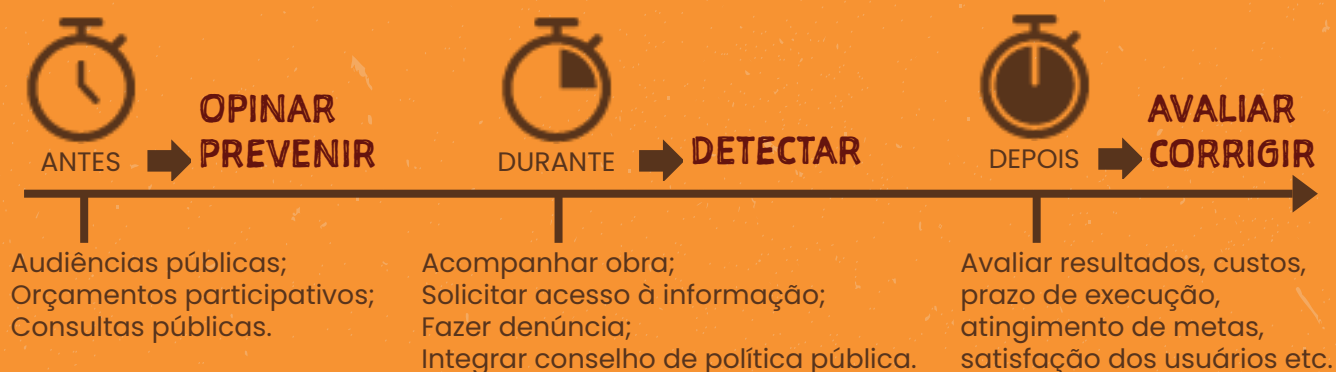 ANTES
OPINAR
PREVENIR
Audiências públicas;
Orçamentos participativos;
Consultas públicas.
DURANTE
DETECTAR
Acompanhar obra;
Solicitar acesso à informação;
Fazer denúncia;
Integrar conselho de política pública.
DEPOIS
AVALIAR
CORRIGIR
Avaliar resultados, custos,
prazo de execução,
atingimento de metas,
satisfação dos usuários etc.